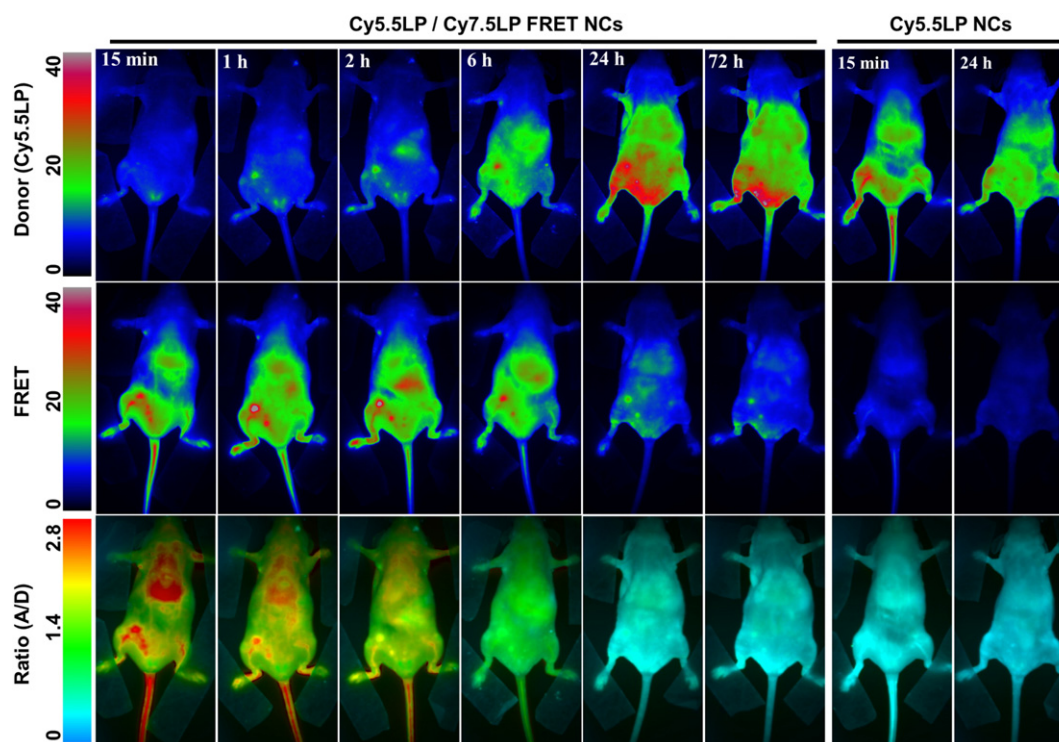 Cy5.5LP / Cy7.5LP FRET NCs
Cy5.5LP NCs
15 min
1 h
2 h
6 h
24 h
72 h
15 min
24 h
Donor (Cy5.5LP)
40
20
0
FRET
40
20
0
Ratio (A/D)
2.8
1.4
0